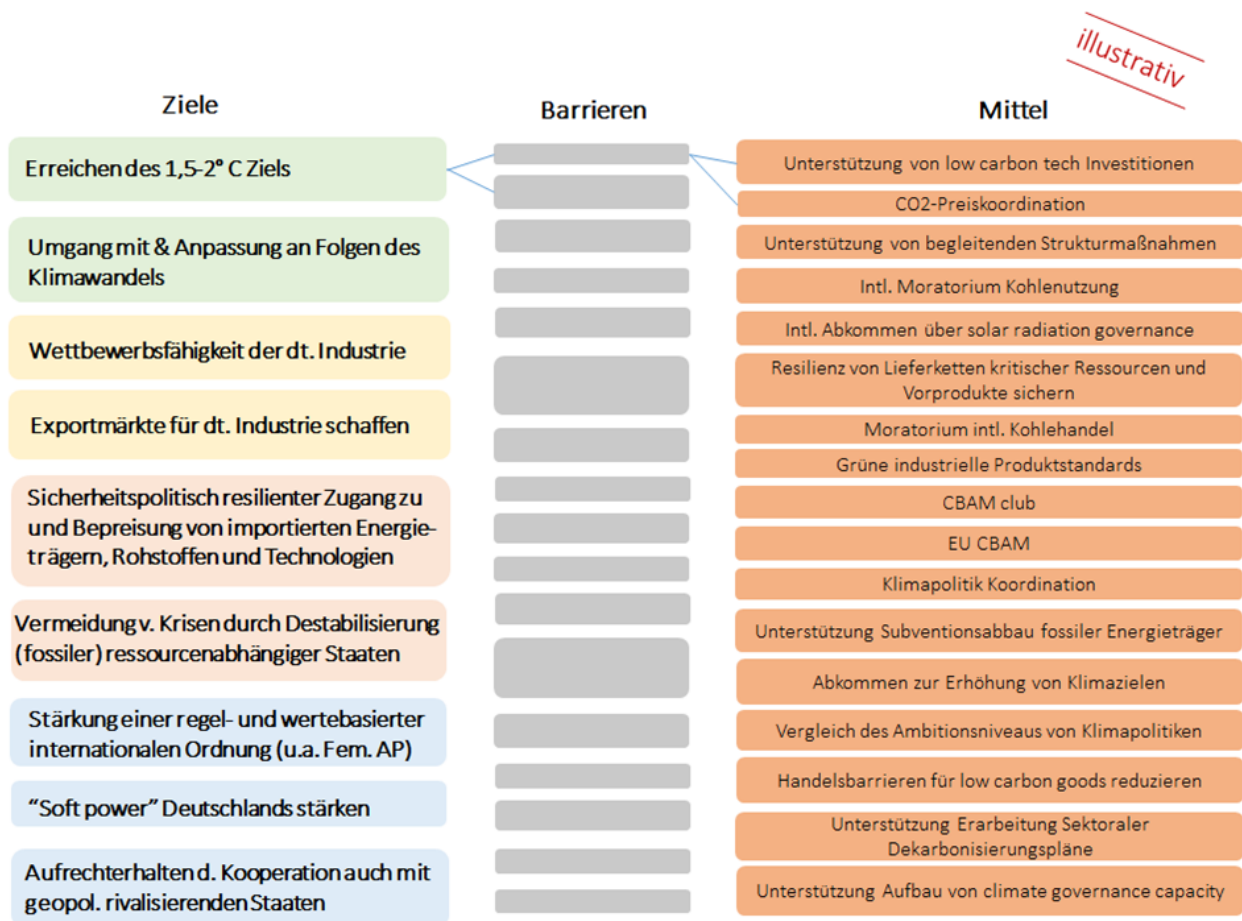 illustrativ
Ziele
Barrieren
Mittel
Erreichen des 1,5-2° C Ziels
Umgang mit & Anpassung an Folgen des
Klimawandels
Wettbewerbsfähigkeit der dt. Industrie
Exportmärkte für dt. Industrie schaffen
Sicherheitspolitisch resilienter Zugang zu
und Bepreisung von importierten Energie-
trägern, Rohstoffen und Technologien
Vermeidung v. Krisen durch Destabilisierung
(fossiler) ressourcenabhängiger Staaten
Stärkung einer regel- und wertebasierter
internationalen Ordnung (u.a. Fem. AP)
“Soft power” Deutschlands stärken
Aufrechterhalten d. Kooperation auch mit
geopol. rivalisierenden Staaten
Unterstützung von low carbon tech Investitionen
CO2-Preiskoordination
Unterstützung von begleitenden Strukturmaßnahmen
Intl. Moratorium Kohlenutzung
Intl. Abkommen über solar radiation governance
Resilienz von Lieferketten kritischer Ressourcen und
Vorprodukte sichern
Moratorium intl. Kohlehandel
Grüne industrielle Produktstandards
CBAM club
EU CBAM
Klimapolitik Koordination
Unterstützung Subventionsabbau fossiler Energieträger
Abkommen zur Erhöhung von Klimazielen
Vergleich des Ambitionsniveaus von Klimapolitiken
Handelsbarrieren für low carbon goods reduzieren
Unterstützung Erarbeitung Sektoraler
Dekarbonisierungspläne
Unterstützung Aufbau von climate governance capacity